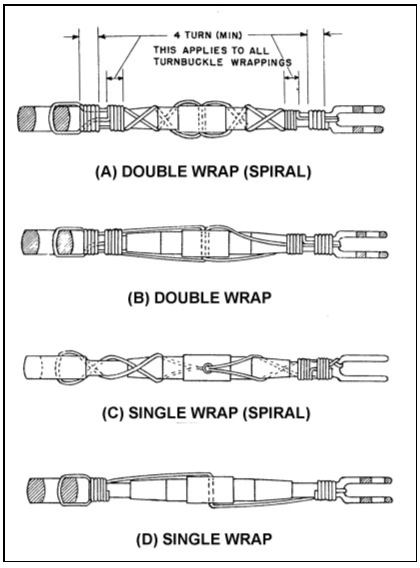 4 TURN (MIN)
THIS APPLIES TO ALL
TURNBUCKLE WRAPPINGS
(A) DOUBLE WRAP (SPIRAL)
(B) DOUBLE WRAP
(C) SINGLE WRAP (SPIRAL)
(D) SINGLE WRAP